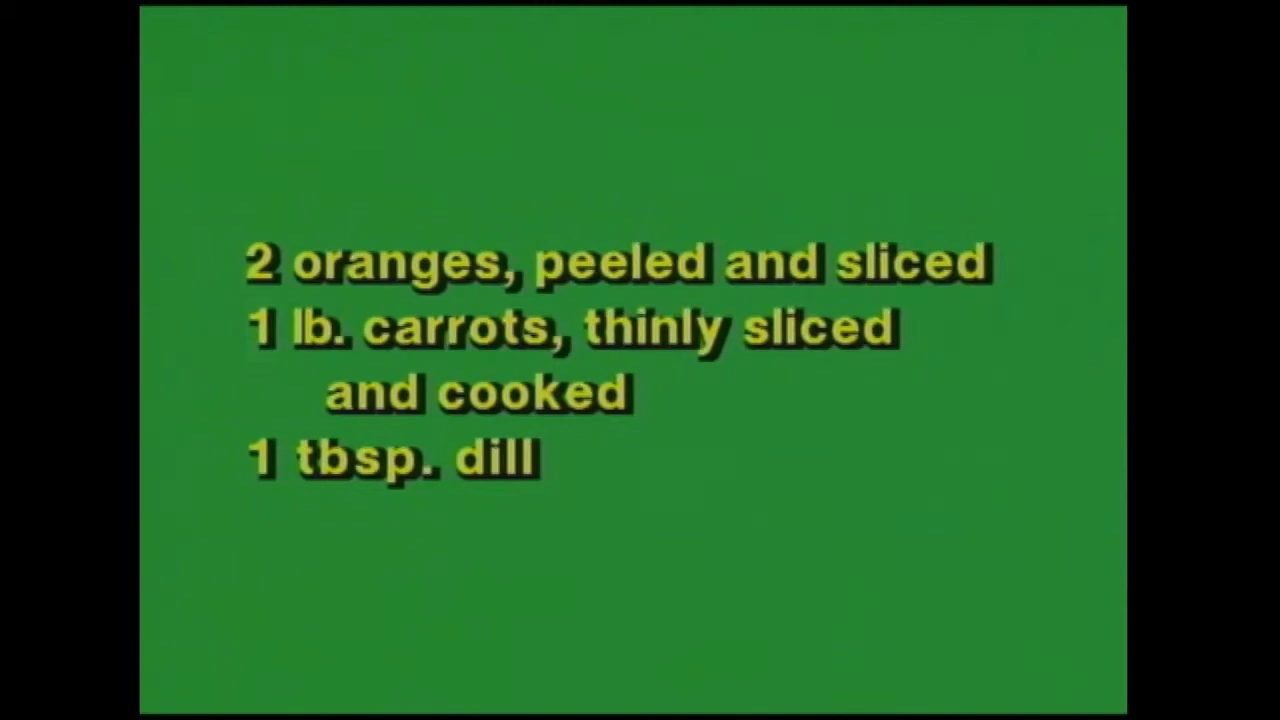 2 oranges, peeled and sliced
1 lb. carrots, thinly sliced
and cooked
1 tbsp. dill